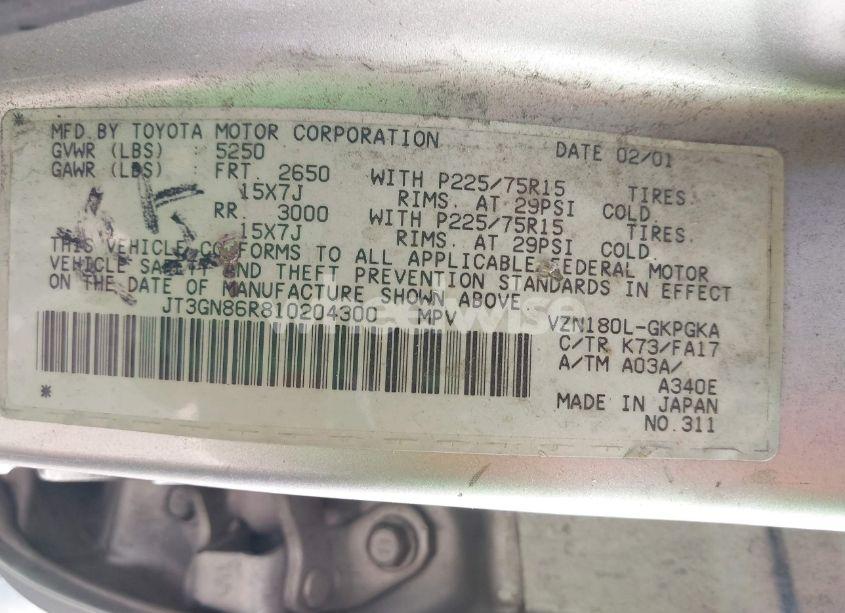 MFD. BY TOYOTA MOTOR CORPORATION DATE 02/01
GVWR (LBS) : 5250
GAWR (LBS) : FRT. 2650 WITH P225/75R15 TIRES.
15X7J RIMS. AT 29PSI COLD.
RR. 3000 WITH P225/75R15 TIRES.
15X7J RIMS. AT 29PSI COLD.
THIS VEHICLE CONFORMS TO ALL APPLICABLE FEDERAL MOTOR
VEHICLE SAFETY AND THEFT PREVENTION STANDARDS IN EFFECT
ON THE DATE OF MANUFACTURE SHOWN ABOVE.
JT3GN86R810204300 MPV VZN180L-GKPGKA
C/TR K73/FA17
A/TM A03A/
A340E
MADE IN JAPAN
NO.311